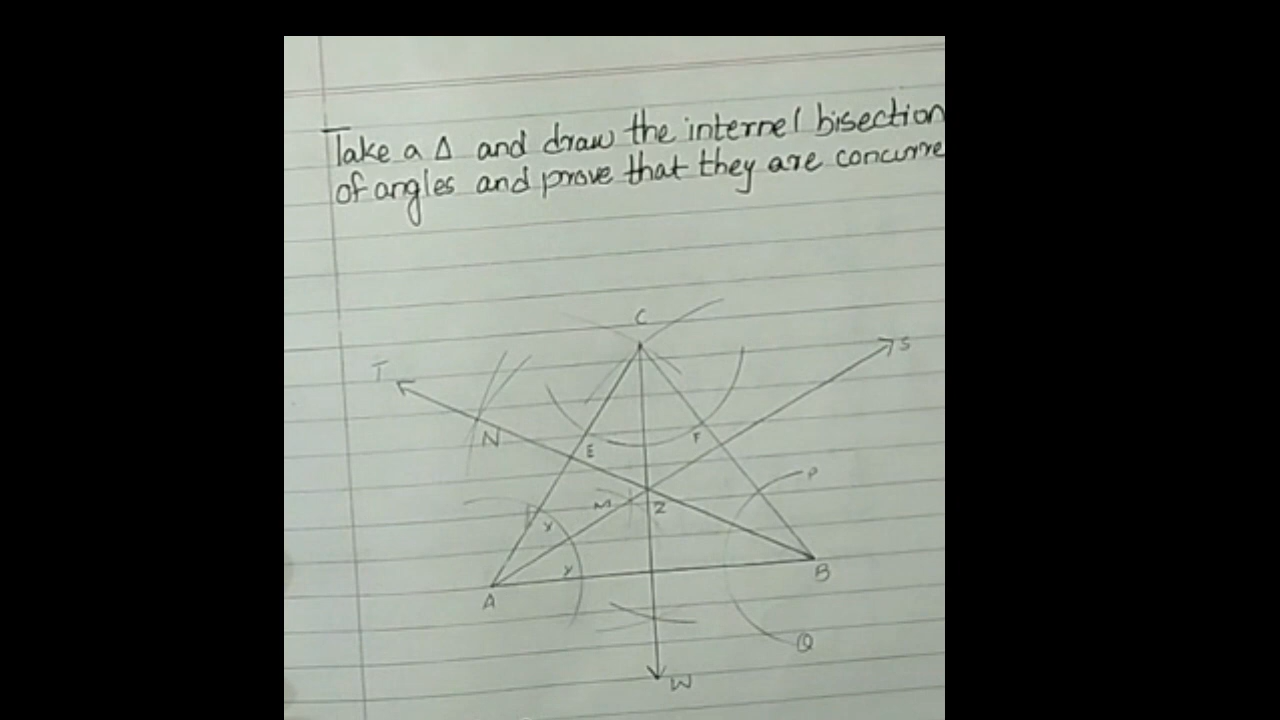 Take a Δ and draw the internel bisection
of angles and prove that they are concurre
C
T
S
N
E
F
P
M
Z
X
Y
A
B
Q
W